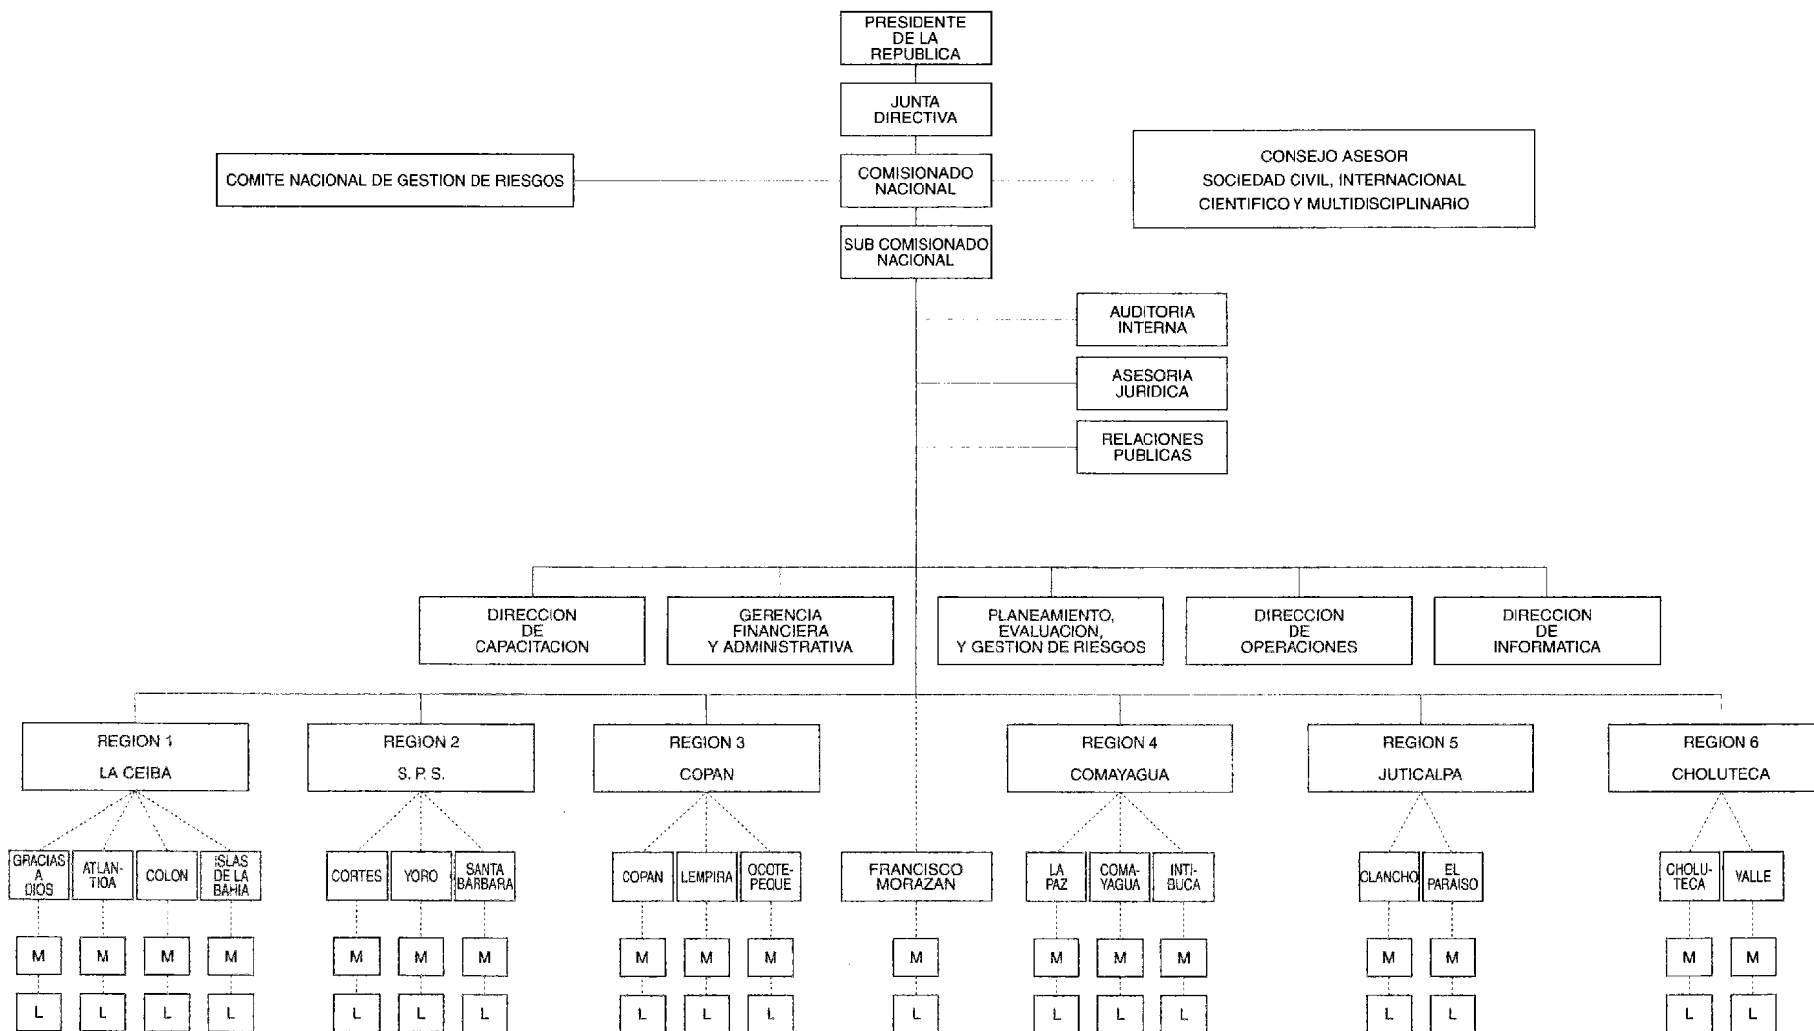 PRESIDENTE
DE LA
REPUBLICA
JUNTA
DIRECTIVA
COMITE NACIONAL DE GESTION DE RIESGOS
COMISIONADO
NACIONAL
CONSEJO ASESOR
SOCIEDAD CIVIL, INTERNACIONAL
CIENTIFICO Y MULTIDISCIPLINARIO
SUB COMISIONADO
NACIONAL
AUDITORIA
INTERNA
ASESORIA
JURIDICA
RELACIONES
PUBLICAS
DIRECCION
DE
CAPACITACION
GERENCIA
FINANCIERA
Y ADMINISTRATIVA
PLANEAMIENTO,
EVALUACION,
Y GESTION DE RIESGOS
DIRECCION
DE
OPERACIONES
DIRECCION
DE
INFORMATICA
REGION 1
LA CEIBA
REGION 2
S. P. S.
REGION 3
COPAN
REGION 4
COMAYAGUA
REGION 5
JUTICALPA
REGION 6
CHOLUTECA
GRACIAS
A
DIOS
ATLAN-
TIOA
COLON
ISLAS
DE LA
BAHIA
CORTES
YORO
SANTA
BARBARA
COPAN
LEMPIRA
OCOTE-
PEQUE
FRANCISCO
MORAZAN
LA
PAZ
COMA-
YAGUA
INTI-
BUCA
CLANCHO
EL
PARAISO
CHOLU-
TECA
VALLE
M M M M M M M M M M M M M M M M M M
L L L L L L L L L L L L L L L L L L